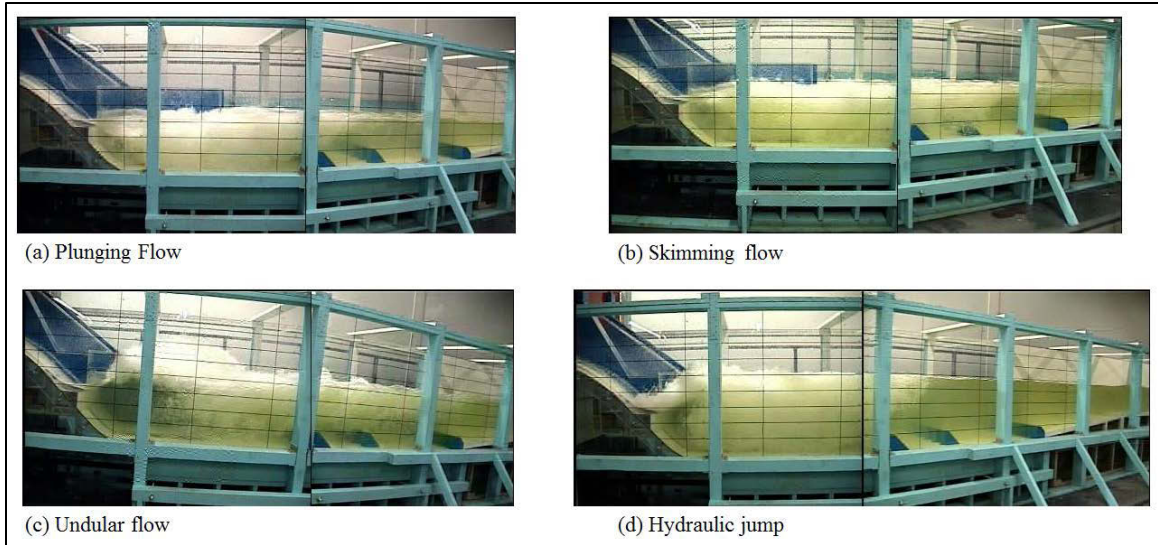 (a) Plunging Flow
(b) Skimming flow
(c) Undular flow
(d) Hydraulic jump